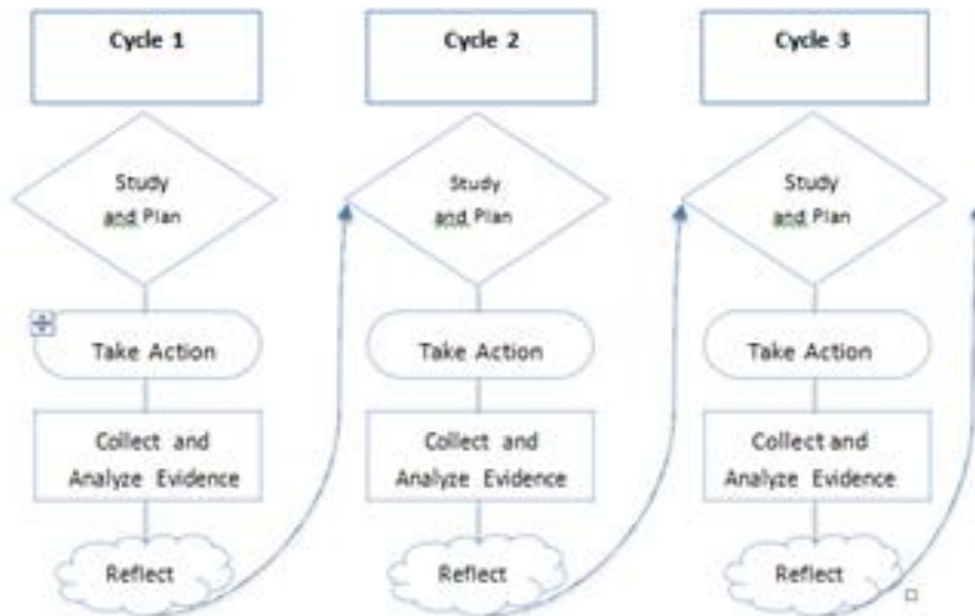 Cycle 1
Study
and Plan
Take Action
Collect and
Analyze Evidence
Reflect
Cycle 2
Study
and Plan
Take Action
Collect and
Analyze Evidence
Reflect
Cycle 3
Study
and Plan
Take Action
Collect and
Analyze Evidence
Reflect